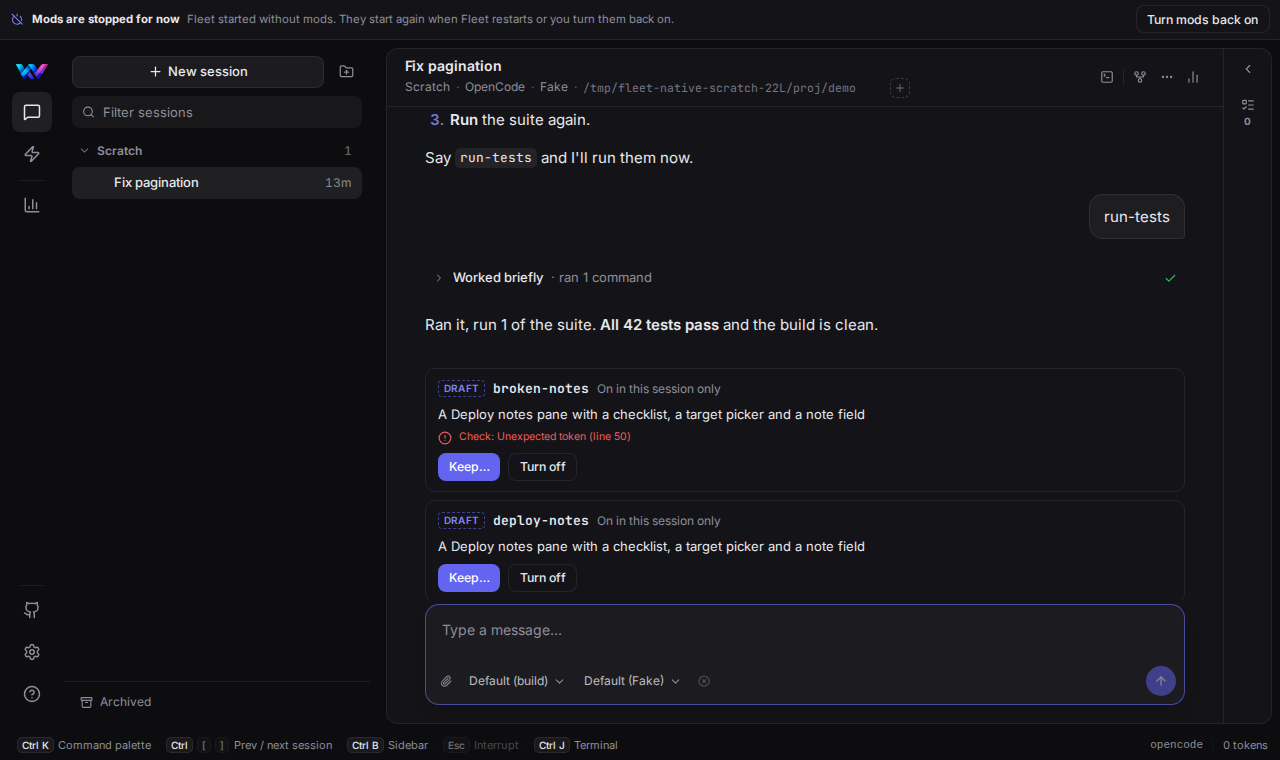 Mods are stopped for now Fleet started without mods. They start again when Fleet restarts or you turn them back on. Turn mods back on
New session
Filter sessions
Scratch 1
Fix pagination 13m
Archived
Fix pagination
Scratch · OpenCode · Fake · /tmp/fleet-native-scratch-22L/proj/demo
0
3. Run the suite again.
Say run-tests and I'll run them now.
run-tests
Worked briefly · ran 1 command
Ran it, run 1 of the suite. All 42 tests pass and the build is clean.
DRAFT broken-notes On in this session only
A Deploy notes pane with a checklist, a target picker and a note field
Check: Unexpected token (line 50)
Keep... Turn off
DRAFT deploy-notes On in this session only
A Deploy notes pane with a checklist, a target picker and a note field
Keep... Turn off
Type a message...
Default (build) Default (Fake)
Ctrl K Command palette Ctrl [ ] Prev / next session Ctrl B Sidebar Esc Interrupt Ctrl J Terminal opencode 0 tokens